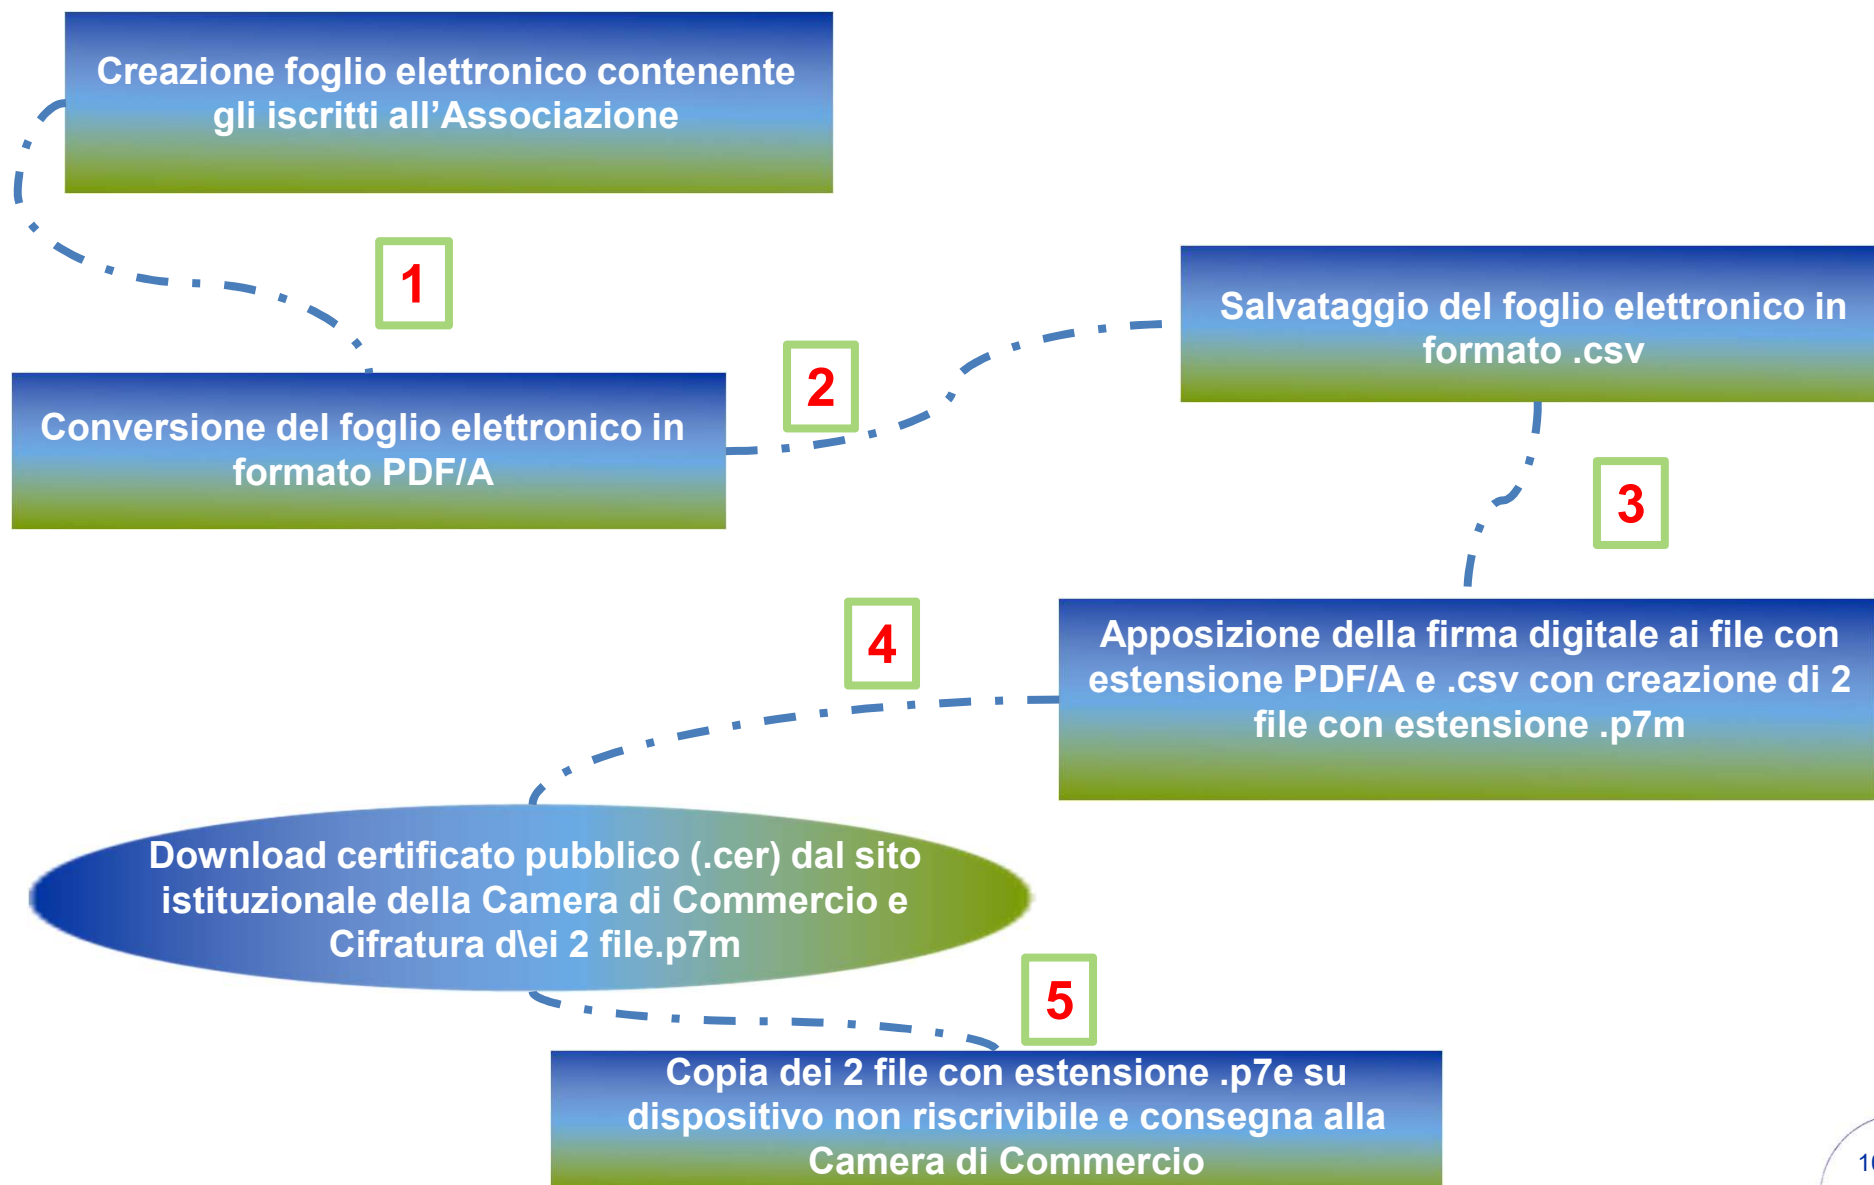 Creazione foglio elettronico contenente
gli iscritti all’Associazione
1
Conversione del foglio elettronico in
formato PDF/A
2
Salvataggio del foglio elettronico in
formato .csv
3
Apposizione della firma digitale ai file con
estensione PDF/A e .csv con creazione di 2
file con estensione .p7m
4
Download certificato pubblico (.cer) dal sito
istituzionale della Camera di Commercio e
Cifratura d\ei 2 file.p7m
5
Copia dei 2 file con estensione .p7e su
dispositivo non riscrivibile e consegna alla
Camera di Commercio